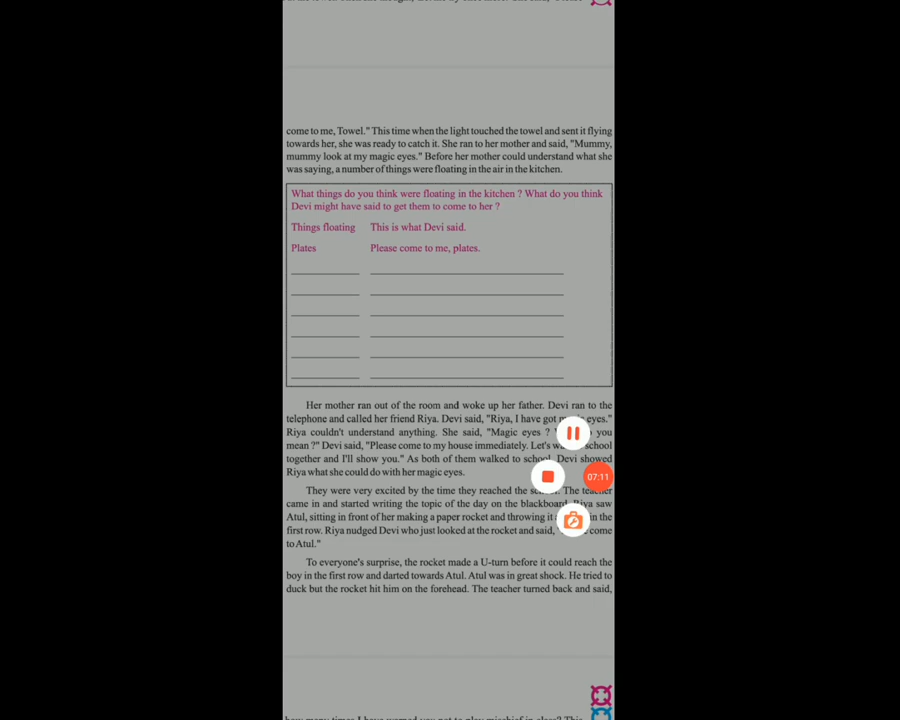 come to me, Towel." This time when the light touched the towel and sent it flying
towards her, she was ready to catch it. She ran to her mother and said, "Mummy,
mummy look at my magic eyes." Before her mother could understand what she
was saying, a number of things were floating in the air in the kitchen.
What things do you think were floating in the kitchen ? What do you think
Devi might have said to get them to come to her ?
Things floating This is what Devi said.
Plates Please come to me, plates.
Her mother ran out of the room and woke up her father. Devi ran to the
telephone and called her friend Riya. Devi said, "Riya, I have got eyes."
Riya couldn't understand anything. She said, "Magic eyes ? you
mean ?" Devi said, "Please come to my house immediately. Let's school
together and I'll show you." As both of them walked to school, Devi showed
Riya what she could do with her magic eyes.
They were very excited by the time they reached the The teacher
came in and started writing the topic of the day on the blackboard. Riya saw
Atul, sitting in front of her making a paper rocket and throwing it in the
first row. Riya nudged Devi who just looked at the rocket and said, come
to Atul."
To everyone's surprise, the rocket made a U-turn before it could reach the
boy in the first row and darted towards Atul. Atul was in great shock. He tried to
duck but the rocket hit him on the forehead. The teacher turned back and said,
07:11